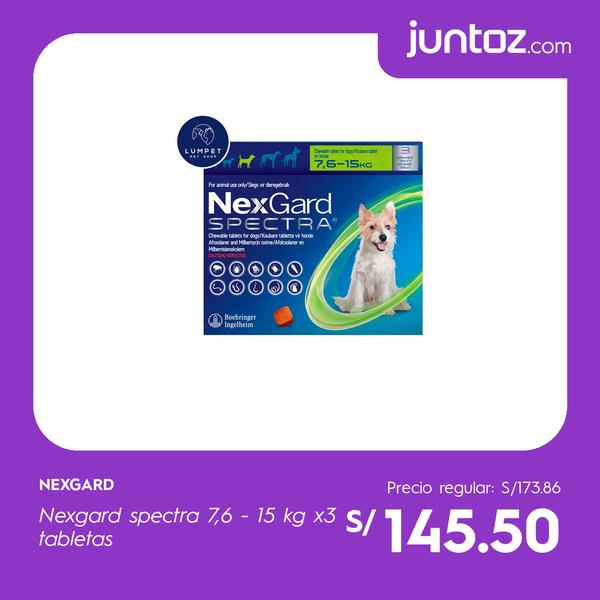 juntoz.com
LUMPET
PET SHOP
Chewable tablet for dogs/Koubare tablet
vir honde
7,6–15KG
3
For animal use only/Slegs vir dieregebruik
NexGard®
SPECTRA
Chewable tablets for dogs/Koubare tablette vir honde
Afoxolaner and Milbemycin oxime/Afoksolaner en
Milbemisienoksiem
Boehringer
Ingelheim
NEXGARD
Nexgard spectra 7,6 - 15 kg x3
tabletas
Precio regular: S/173.86
S/ 145.50